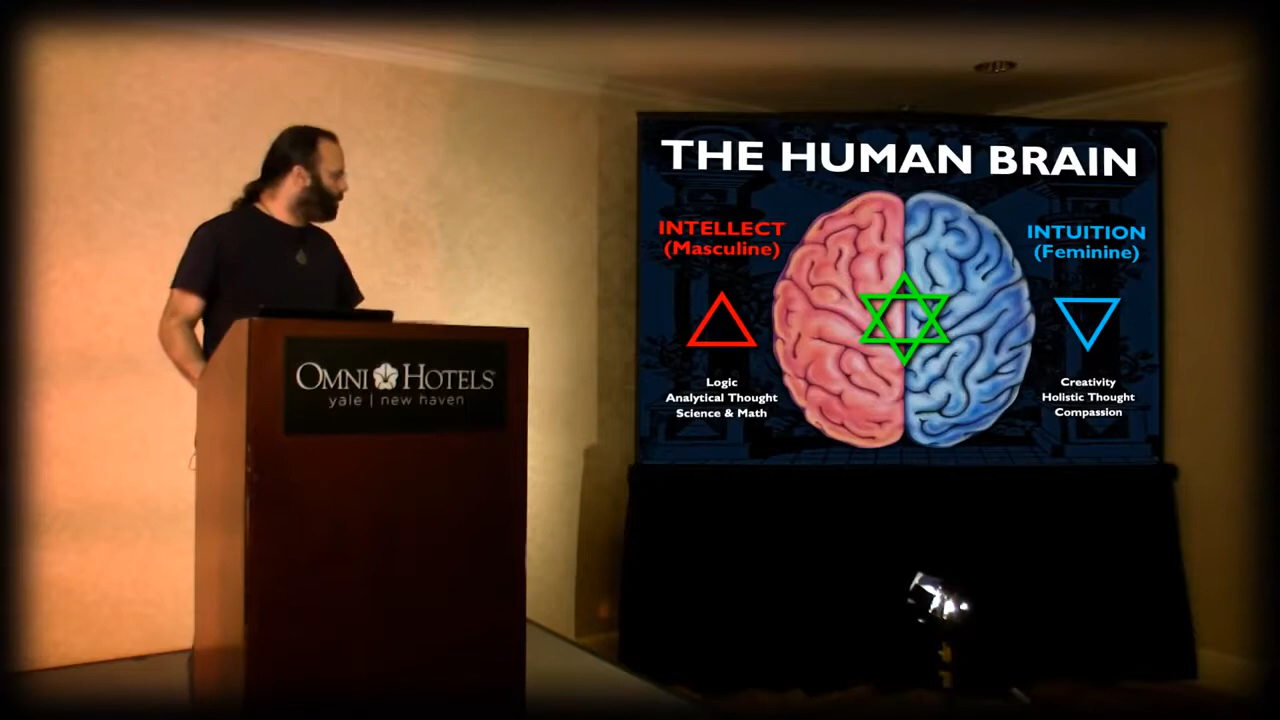 OMNI HOTELS
yale | new haven
THE HUMAN BRAIN
INTELLECT
(Masculine)
Logic
Analytical Thought
Science & Math
INTUITION
(Feminine)
Creativity
Holistic Thought
Compassion